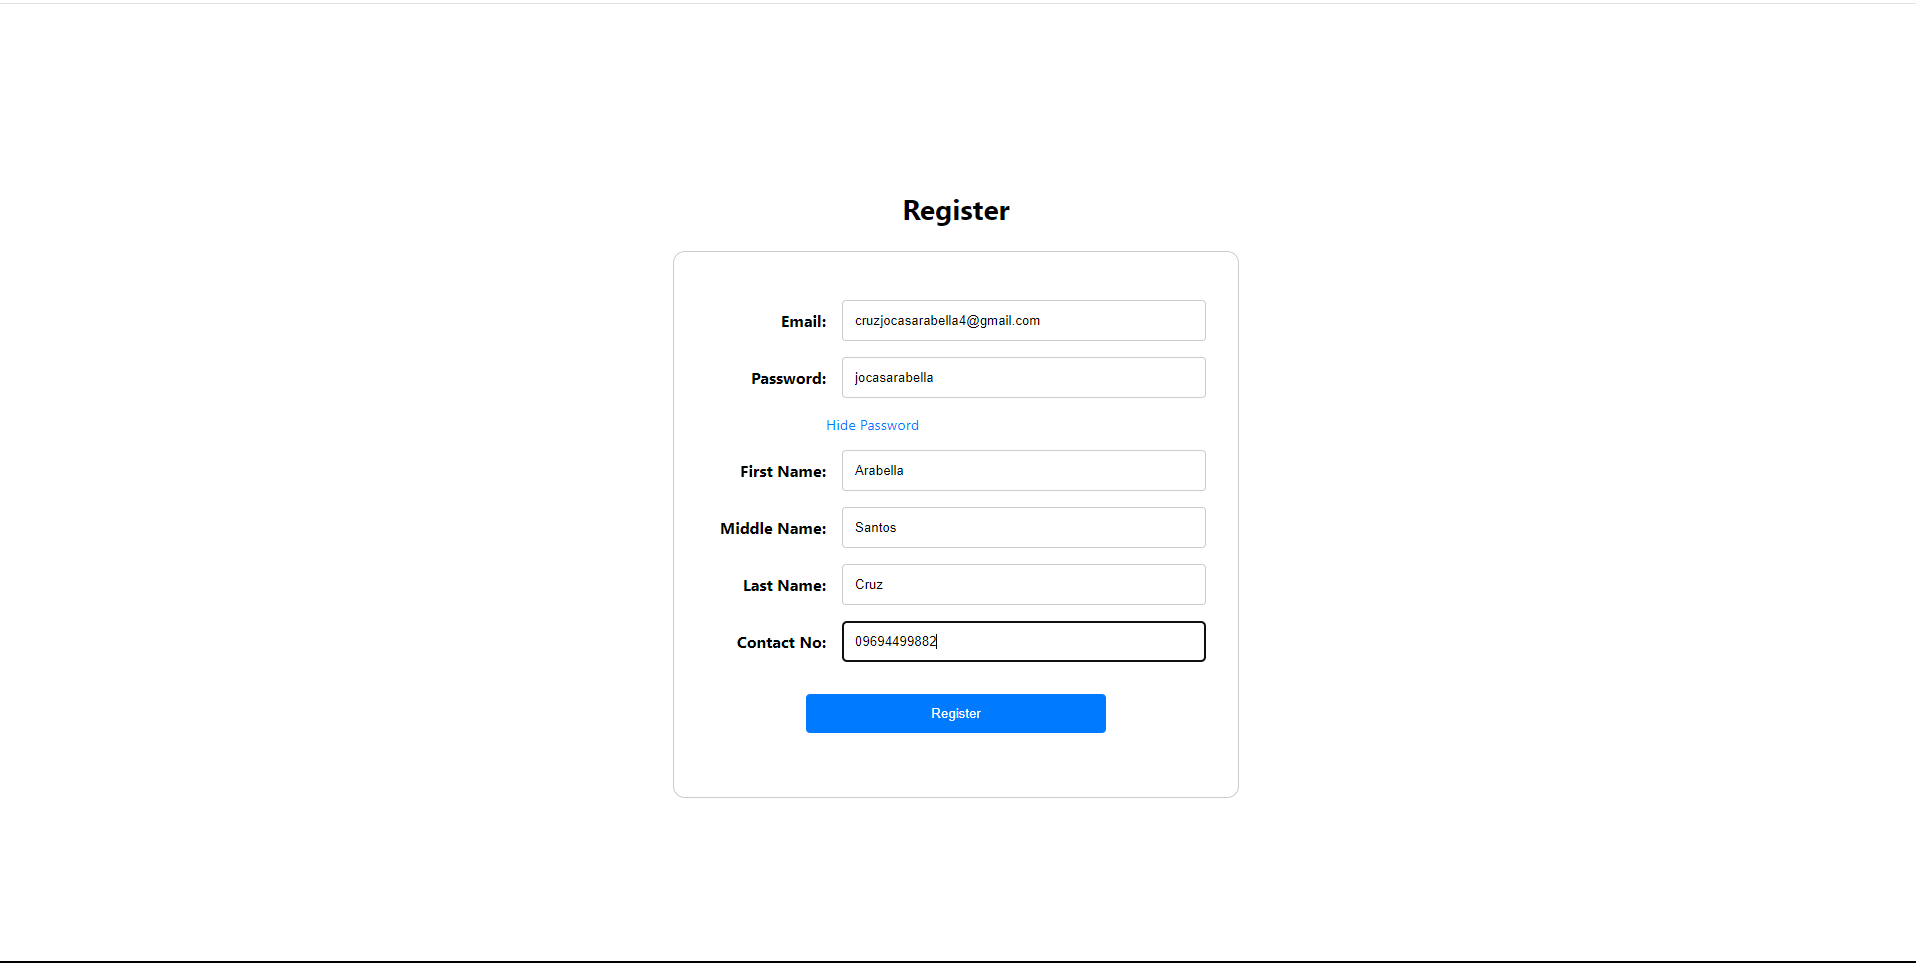 Register
Email: cruzjocasarabella4@gmail.com
Password: jocasarabella
Hide Password
First Name: Arabella
Middle Name: Santos
Last Name: Cruz
Contact No: 09694499882
Register